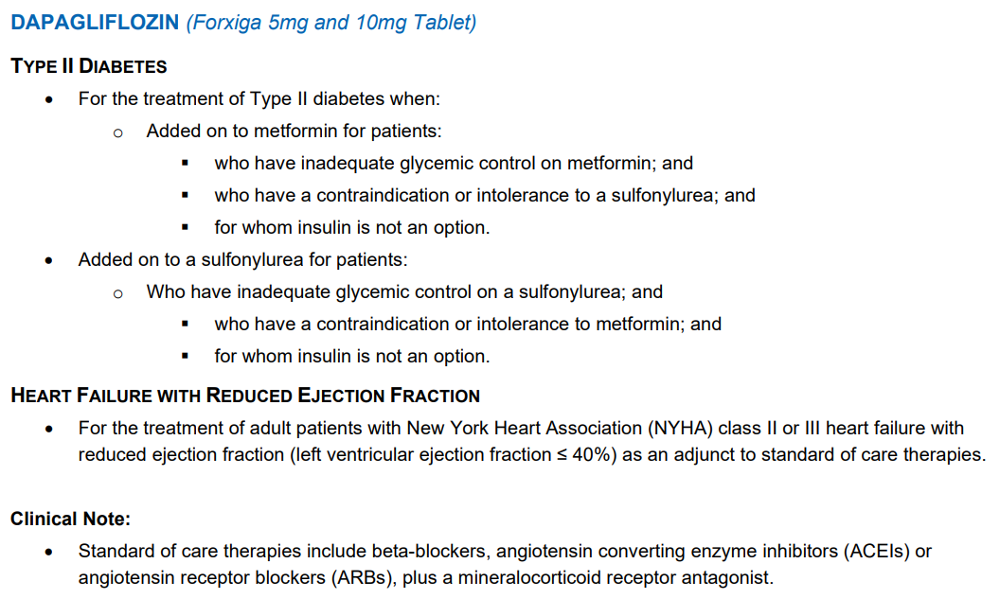 DAPAGLIFLOZIN (Forxiga 5mg and 10mg Tablet)
TYPE II DIABETES
• For the treatment of Type II diabetes when:
o Added on to metformin for patients:
▪ who have inadequate glycemic control on metformin; and
▪ who have a contraindication or intolerance to a sulfonylurea; and
▪ for whom insulin is not an option.
• Added on to a sulfonylurea for patients:
o Who have inadequate glycemic control on a sulfonylurea; and
▪ who have a contraindication or intolerance to metformin; and
▪ for whom insulin is not an option.
HEART FAILURE WITH REDUCED EJECTION FRACTION
• For the treatment of adult patients with New York Heart Association (NYHA) class II or III heart failure with
reduced ejection fraction (left ventricular ejection fraction ≤ 40%) as an adjunct to standard of care therapies.
Clinical Note:
• Standard of care therapies include beta-blockers, angiotensin converting enzyme inhibitors (ACEIs) or
angiotensin receptor blockers (ARBs), plus a mineralocorticoid receptor antagonist.